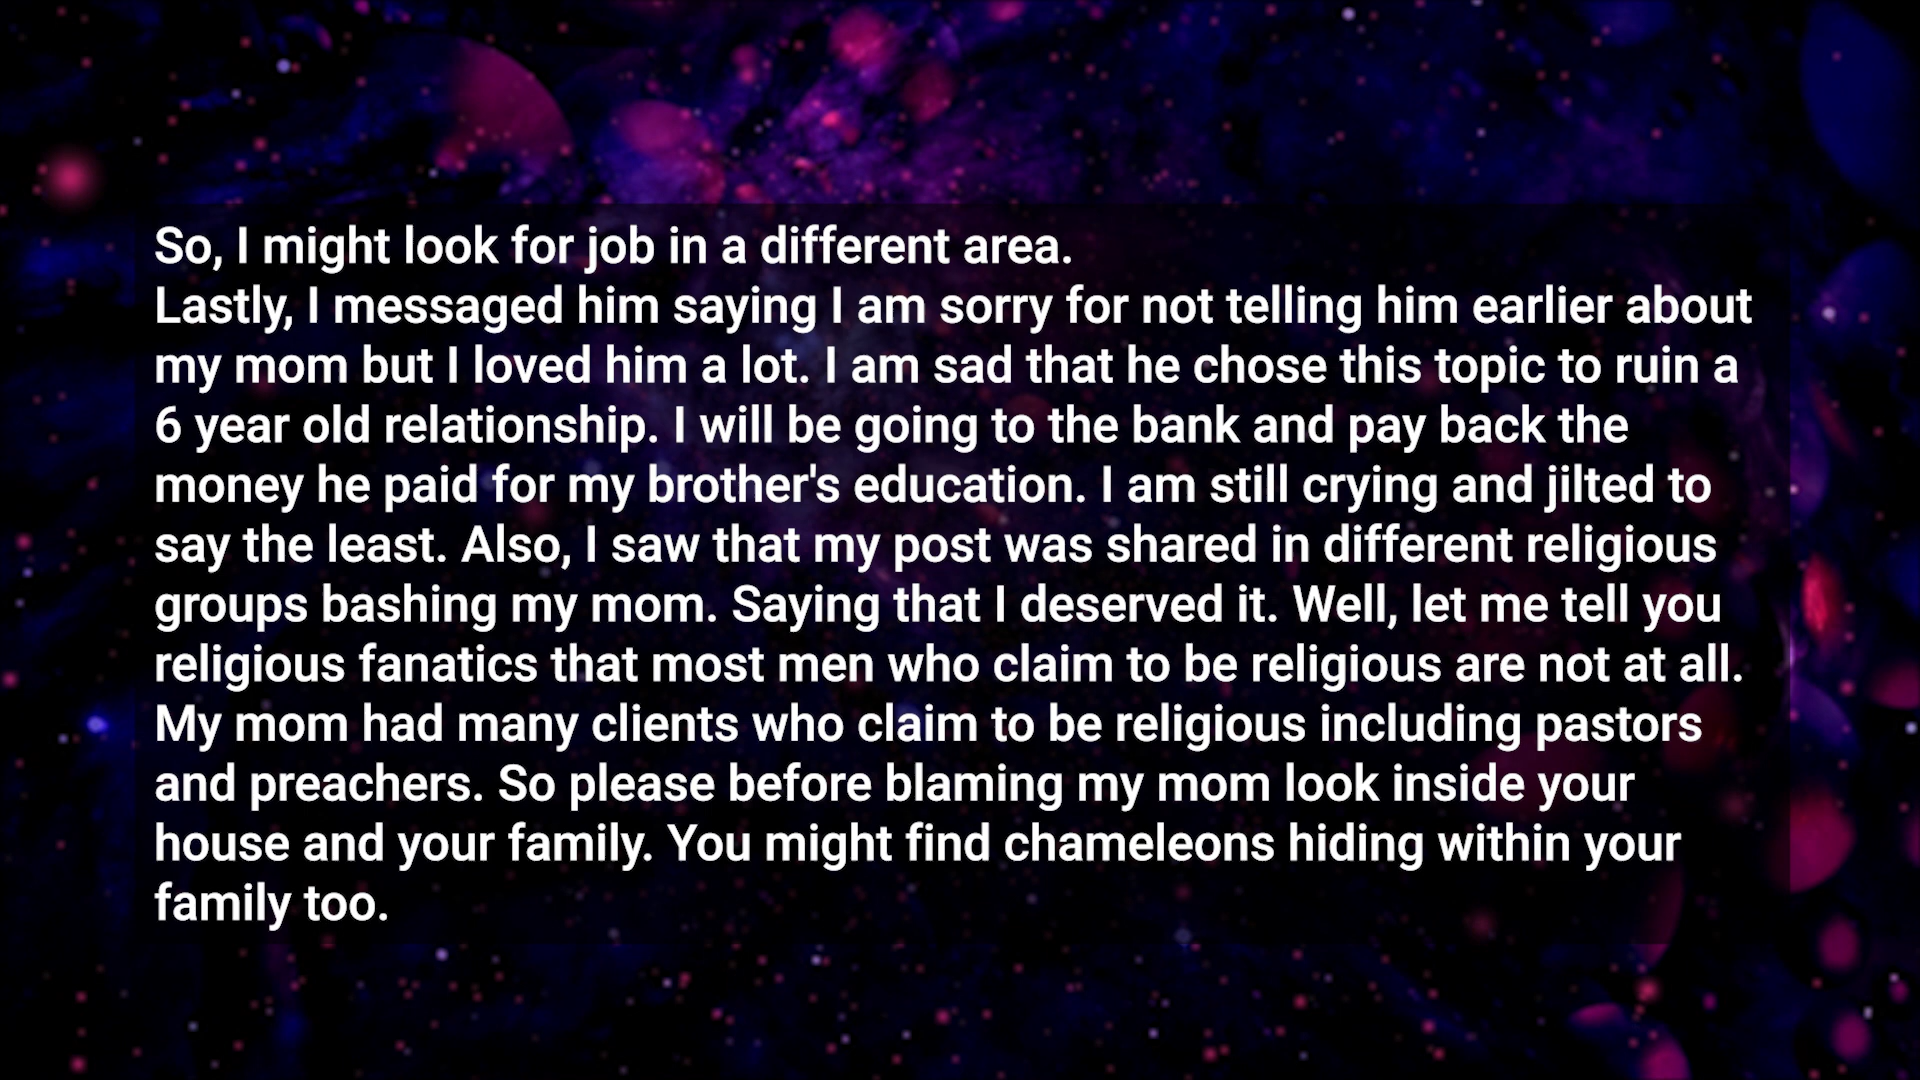 So, I might look for job in a different area.
Lastly, I messaged him saying I am sorry for not telling him earlier about
my mom but I loved him a lot. I am sad that he chose this topic to ruin a
6 year old relationship. I will be going to the bank and pay back the
money he paid for my brother's education. I am still crying and jilted to
say the least. Also, I saw that my post was shared in different religious
groups bashing my mom. Saying that I deserved it. Well, let me tell you
religious fanatics that most men who claim to be religious are not at all.
My mom had many clients who claim to be religious including pastors
and preachers. So please before blaming my mom look inside your
house and your family. You might find chameleons hiding within your
family too.